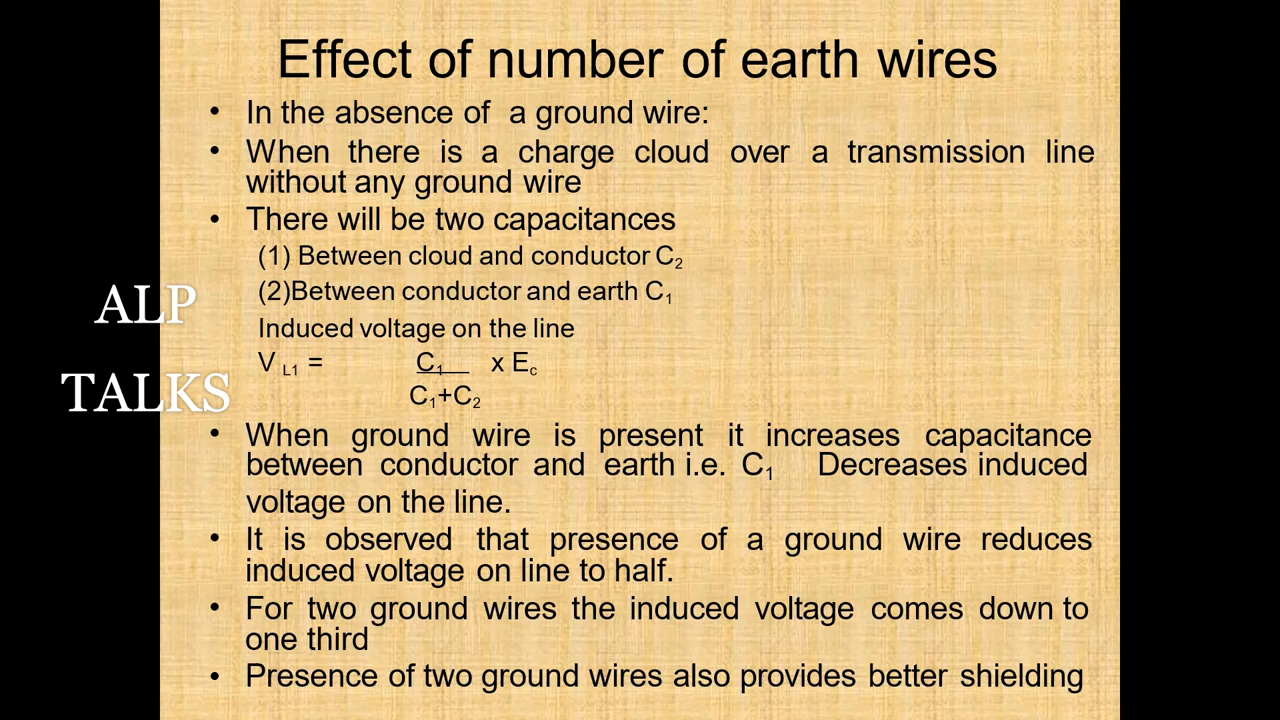 Effect of number of earth wires
• In the absence of a ground wire:
• When there is a charge cloud over a transmission line
without any ground wire
• There will be two capacitances
(1) Between cloud and conductor C₂
(2)Between conductor and earth C₁
ALP
Induced voltage on the line
V L1 = C₁ x Ec
C₁+C₂
TALKS
• When ground wire is present it increases capacitance
between conductor and earth i.e. C₁ Decreases induced
voltage on the line.
• It is observed that presence of a ground wire reduces
induced voltage on line to half.
• For two ground wires the induced voltage comes down to
one third
• Presence of two ground wires also provides better shielding